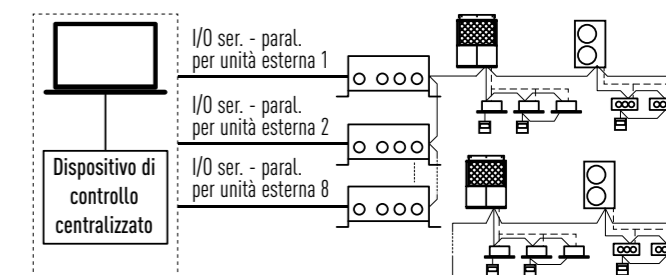 I/O ser. - paral.
per unità esterna 1
I/O ser. - paral.
per unità esterna 2
I/O ser. - paral.
per unità esterna 8
Dispositivo di
controllo
centralizzato